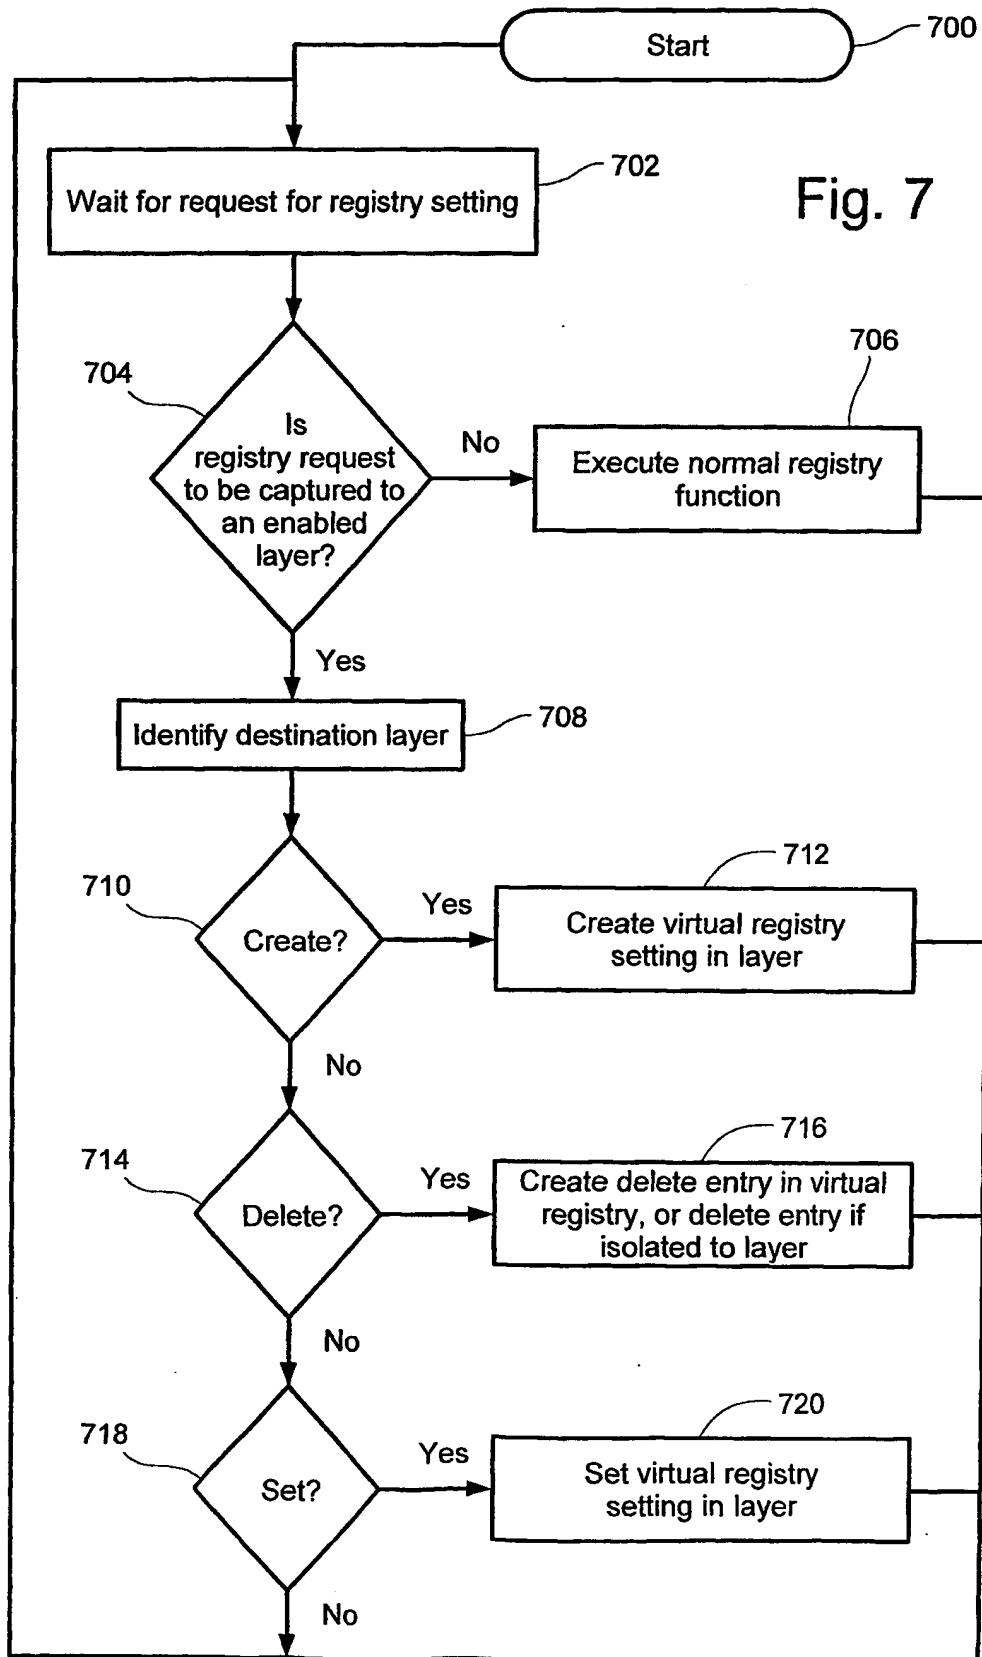 Start
700
Wait for request for registry setting
702
Fig. 7
704
Is
registry request
to be captured to
an enabled
layer?
No
706
Execute normal registry
function
Yes
Identify destination layer
708
710
Create?
Yes
712
Create virtual registry
setting in layer
No
714
Delete?
Yes
716
Create delete entry in virtual
registry, or delete entry if
isolated to layer
No
718
Set?
Yes
720
Set virtual registry
setting in layer
No